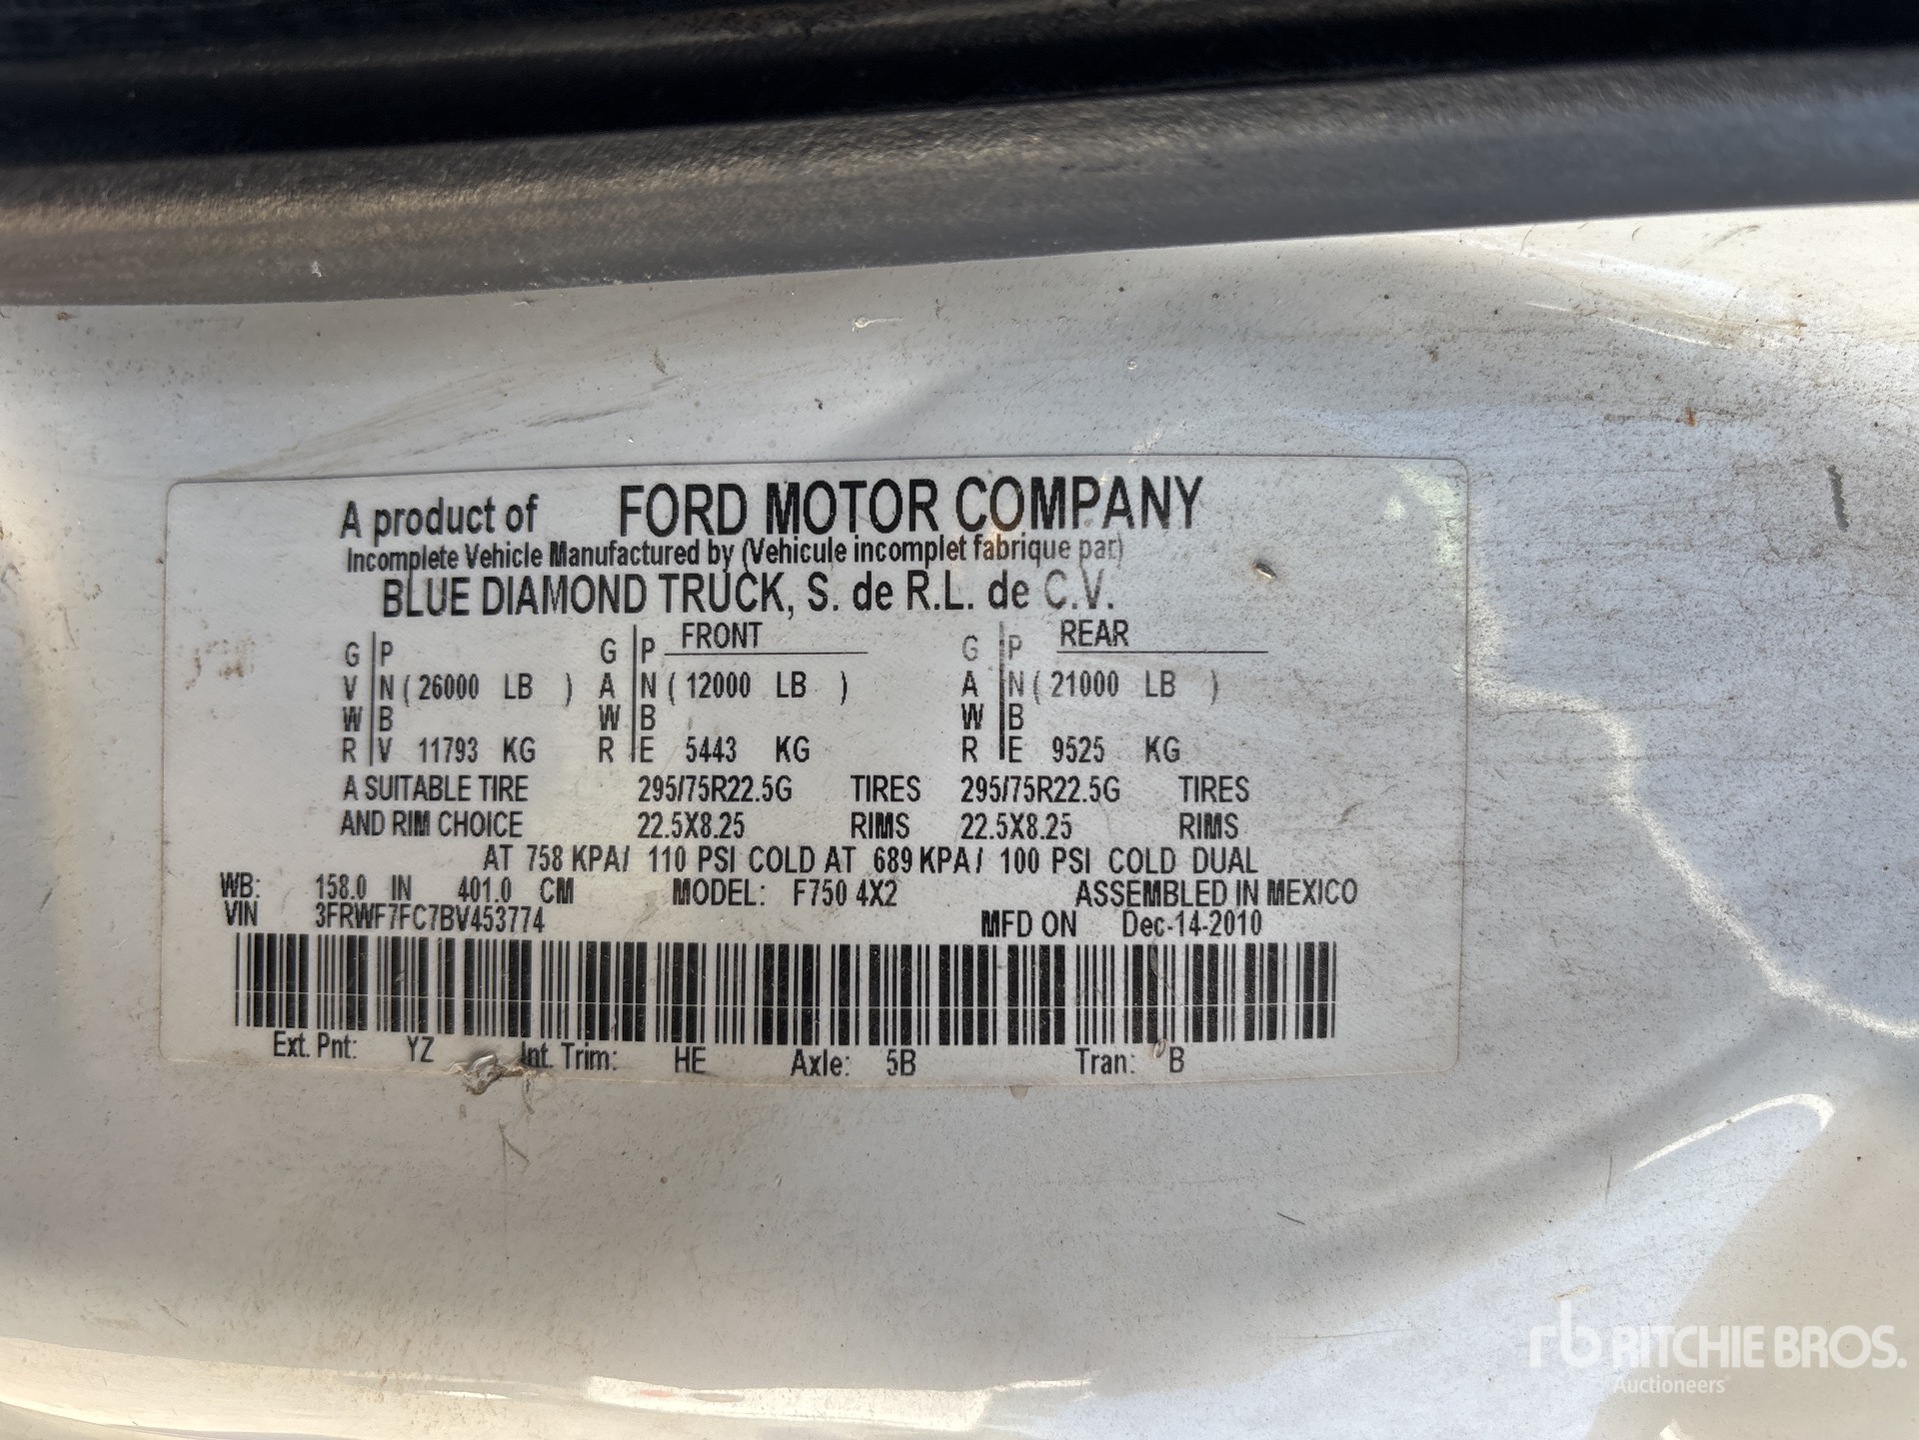 A product of FORD MOTOR COMPANY
Incomplete Vehicle Manufactured by (Vehicule incomplet fabrique par)
BLUE DIAMOND TRUCK, S. de R.L. de C.V.
FRONT REAR
G P G P G P
V N ( 26000 LB ) A N ( 12000 LB ) A N ( 21000 LB )
W B W B W B
R V 11793 KG R E 5443 KG R E 9525 KG
A SUITABLE TIRE 295/75R22.5G TIRES 295/75R22.5G TIRES
AND RIM CHOICE 22.5X8.25 RIMS 22.5X8.25 RIMS
AT 758 KPA/ 110 PSI COLD AT 689 KPA/ 100 PSI COLD DUAL
WB: 158.0 IN 401.0 CM MODEL: F750 4X2 ASSEMBLED IN MEXICO
VIN 3FRWF7FC7BV453774 MFD ON Dec-14-2010
Ext. Pnt: YZ Int. Trim: HE Axle: 5B Tran: B
rb RITCHIE BROS.
Auctioneers